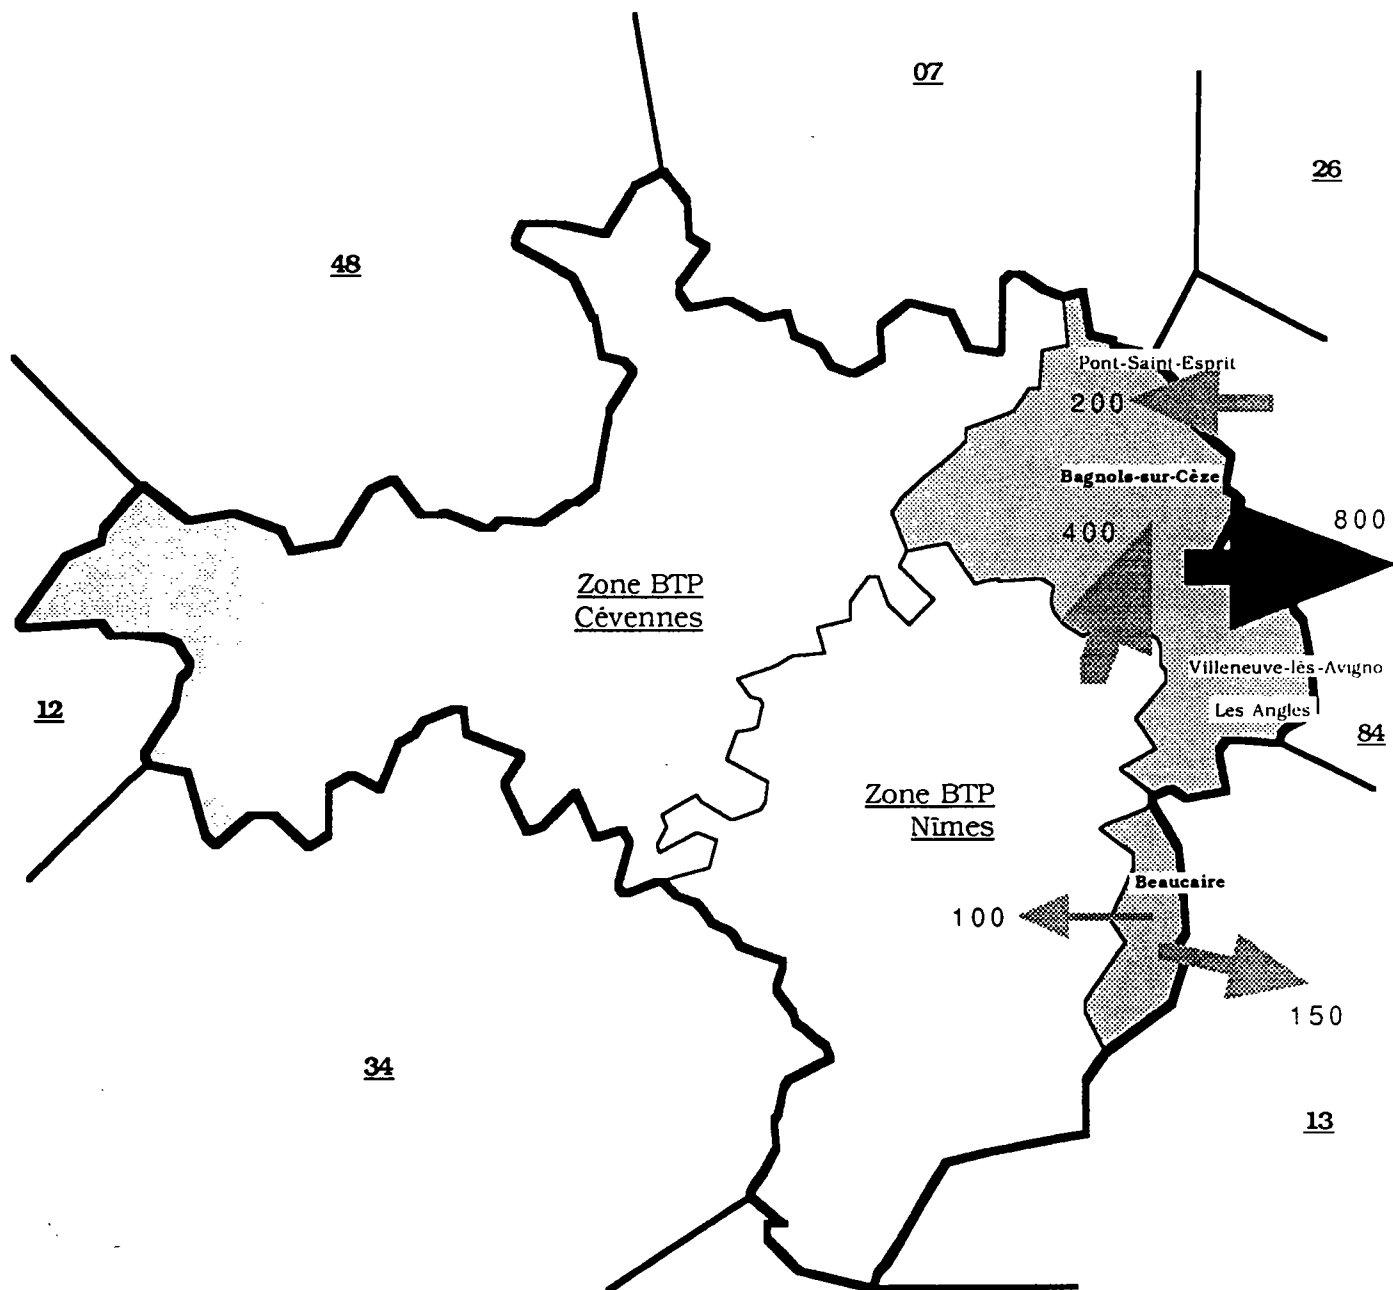 07
26
48
Pont-Saint-Esprit
200
Bagnols-sur-Cèze
400
800
Zone BTP
Cévennes
Villeneuve-lès-Avigno
12
Les Angles
84
Zone BTP
Nîmes
Beaucaire
100
150
34
13